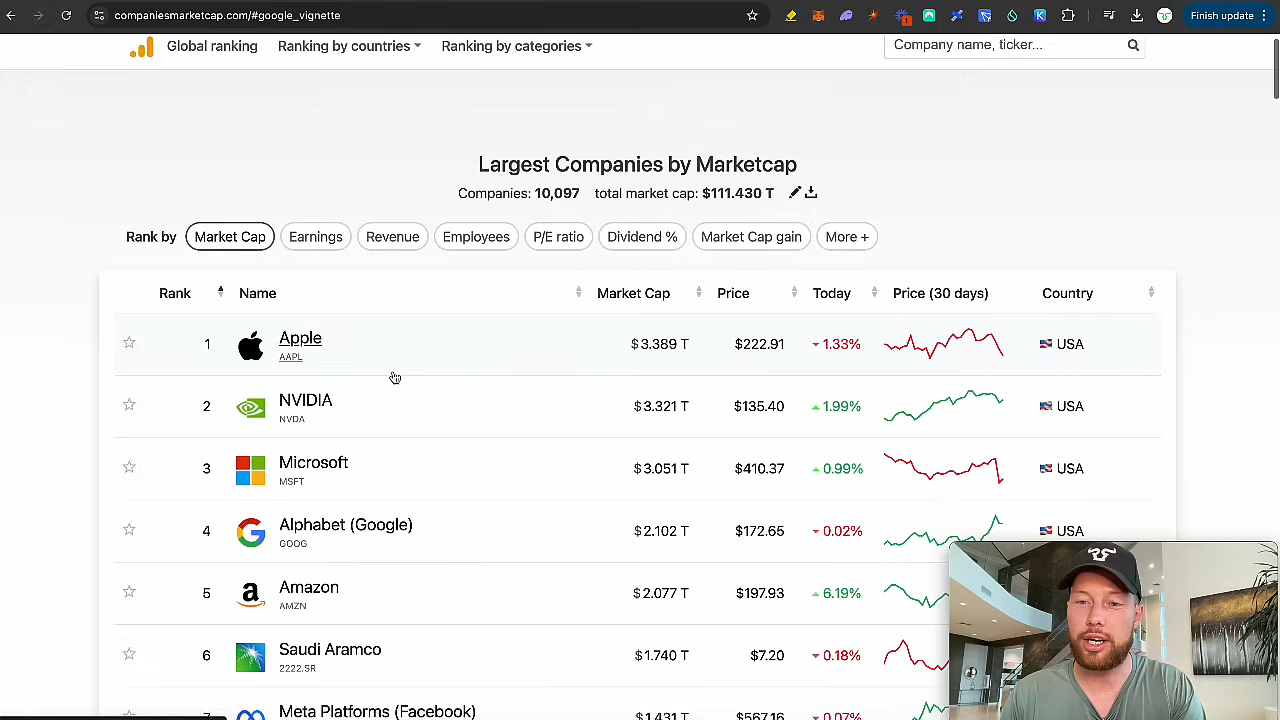 companiesmarketcap.com/#google_vignette
Finish update
Global ranking
Ranking by countries
Ranking by categories
Company name, ticker...
Largest Companies by Marketcap
Companies: 10,097 total market cap: $111.430 T
Rank by Market Cap Earnings Revenue Employees P/E ratio Dividend % Market Cap gain More +
Rank Name Market Cap Price Today Price (30 days) Country
1 Apple $3.389 T $222.91 1.33% USA
AAPL
2 NVIDIA $3.321 T $135.40 1.99% USA
NVDA
3 Microsoft $3.051 T $410.37 0.99% USA
MSFT
4 Alphabet (Google) $2.102 T $172.65 0.02% USA
GOOG
5 Amazon $2.077 T $197.93 6.19%
AMZN
6 Saudi Aramco $1.740 T $7.20 0.18%
2222.SR
Meta Platforms (Facebook) $1.431 T $567.16 0.07%